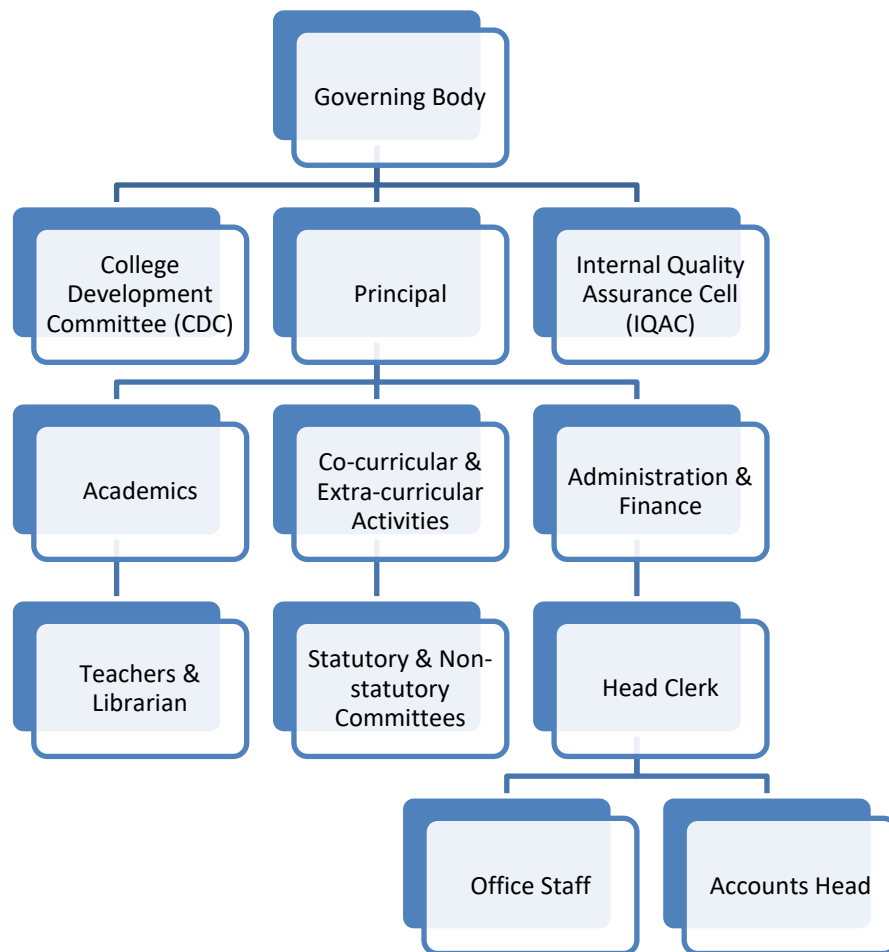 Governing Body
College
Development
Committee (CDC)
Principal
Internal Quality
Assurance Cell
(IQAC)
Academics
Co-curricular &
Extra-curricular
Activities
Administration &
Finance
Teachers &
Librarian
Statutory & Non-
statutory
Committees
Head Clerk
Office Staff
Accounts Head